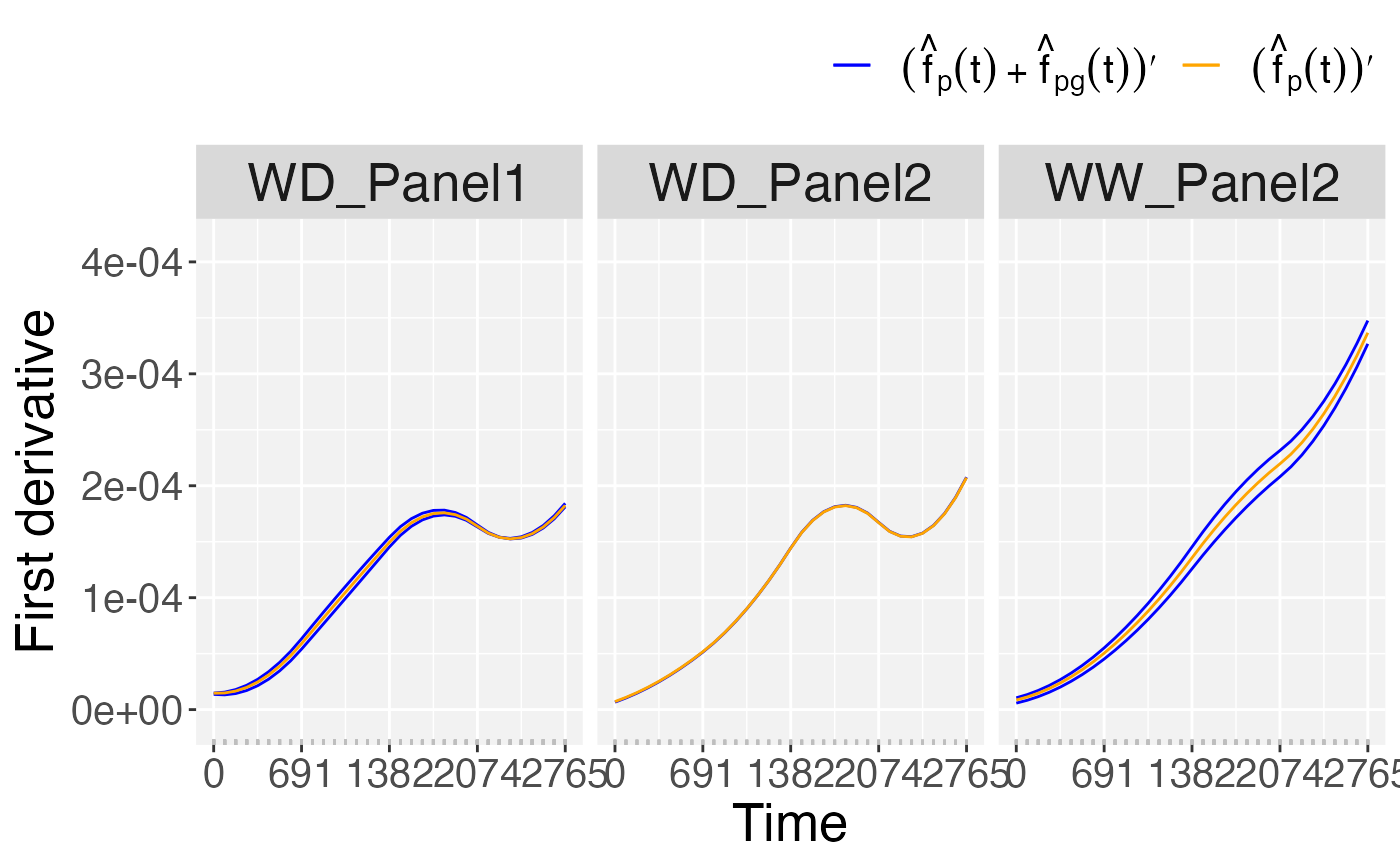 (f̂p(t) + f̂pg(t))′ (f̂p(t))′
WD_Panel1 WD_Panel2 WW_Panel2
4e-04
3e-04
2e-04
1e-04
0e+00
First derivative
0 691 1382 2074 2765 0 691 1382 2074 2765 0 691 1382 2074 2765
Time